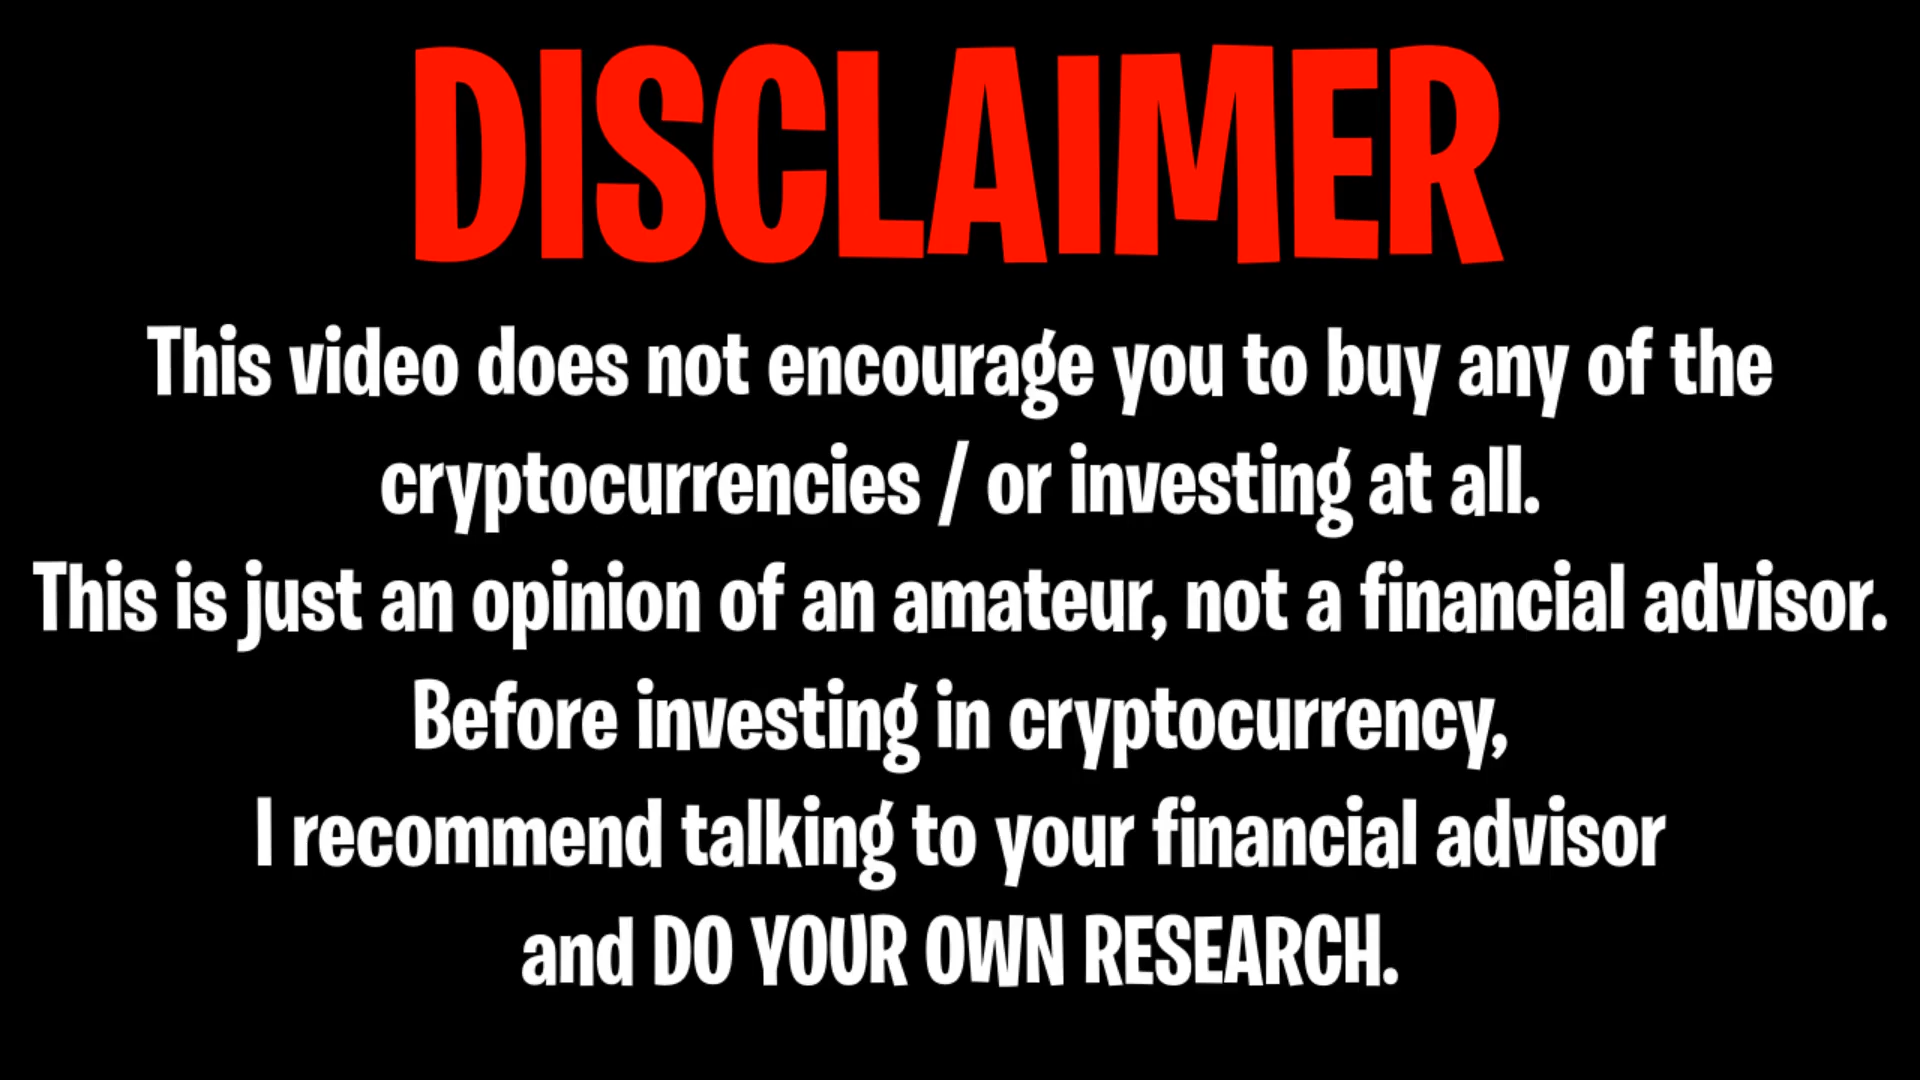 DISCLAIMER
This video does not encourage you to buy any of the
cryptocurrencies / or investing at all.
This is just an opinion of an amateur, not a financial advisor.
Before investing in cryptocurrency,
I recommend talking to your financial advisor
and DO YOUR OWN RESEARCH.